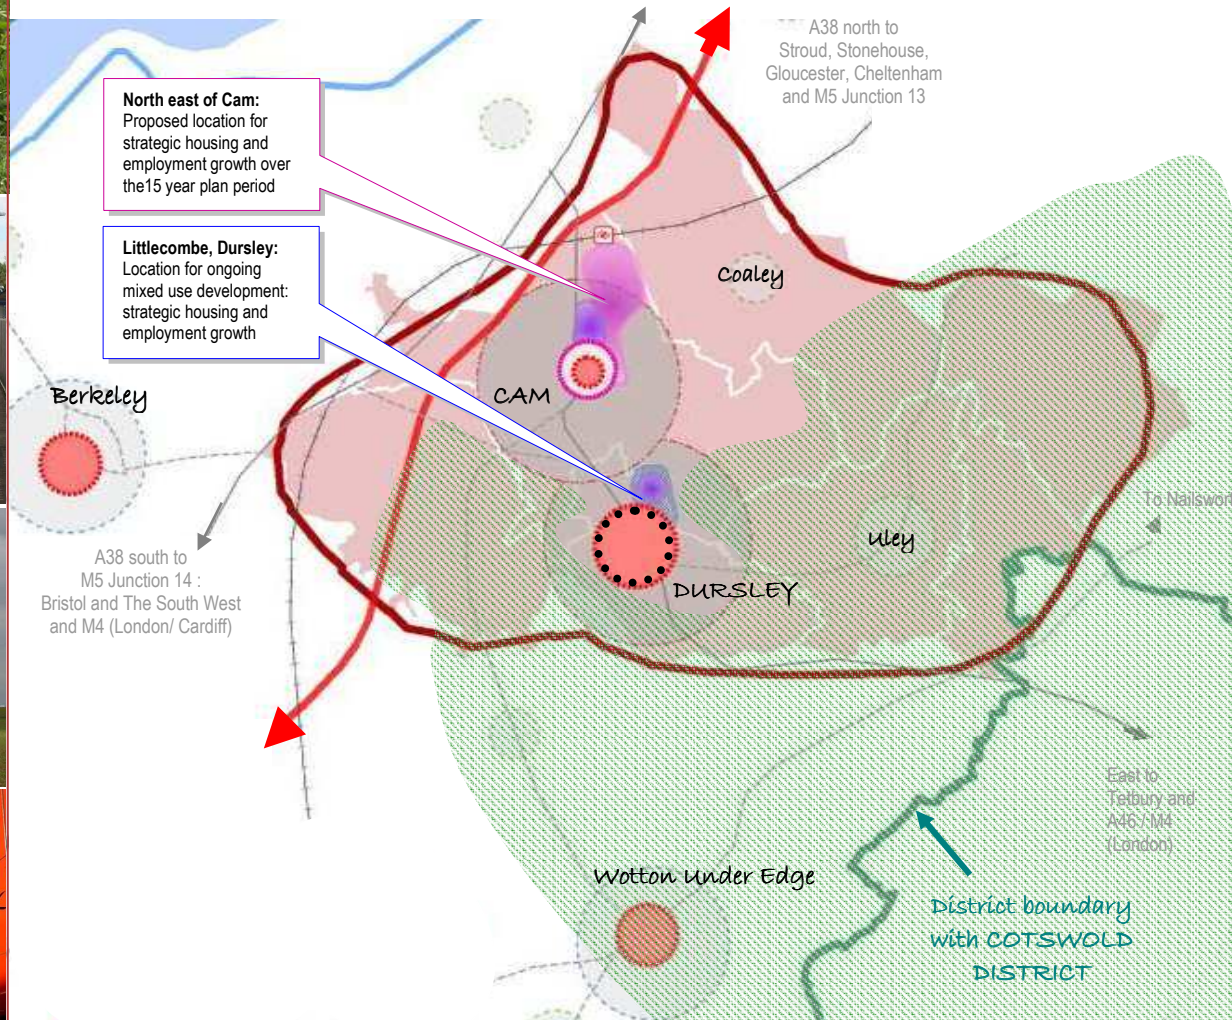 A38 north to
Stroud, Stonehouse,
Gloucester, Cheltenham
and M5 Junction 13
North east of Cam:
Proposed location for
strategic housing and
employment growth over
the15 year plan period
Littlecombe, Dursley:
Location for ongoing
mixed use development:
strategic housing and
employment growth
Coaley
CAM
Berkeley
To Nailswor
Uley
A38 south to
M5 Junction 14 :
Bristol and The South West
and M4 (London/ Cardiff)
DURSLEY
East to
Tetbury and
A46 / M4
(London)
Wotton Under Edge
District boundary
with COTSWOLD
DISTRICT